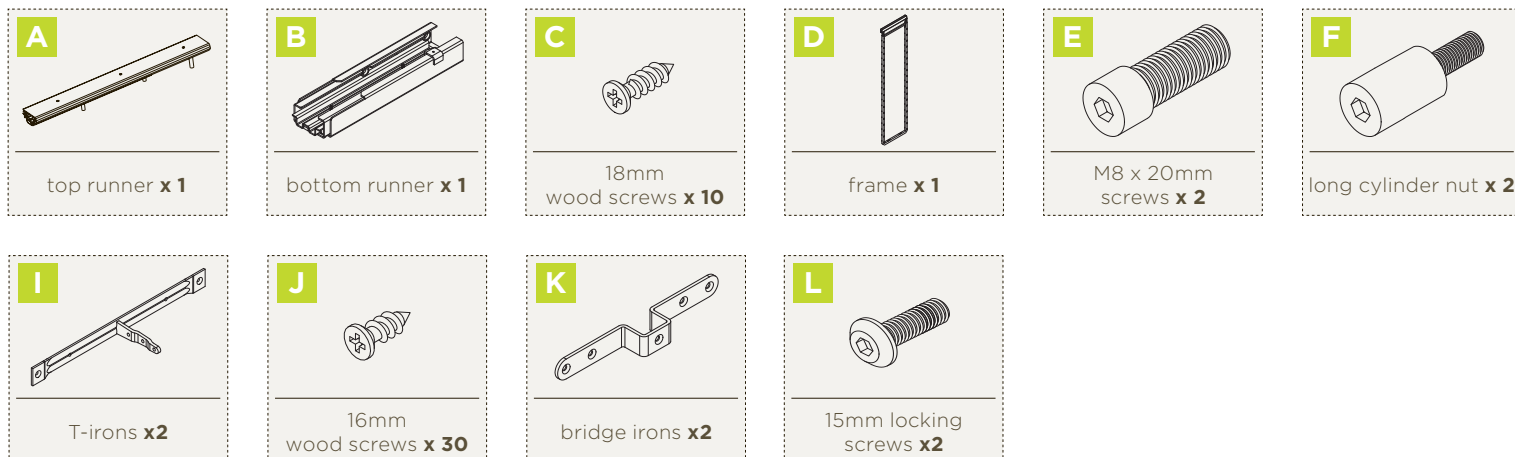 A
B
C
D
E
F
top runner x 1
bottom runner x 1
18mm
wood screws x 10
frame x 1
M8 x 20mm
screws x 2
long cylinder nut x 2
I
J
K
L
T-irons x2
16mm
wood screws x 30
bridge irons x2
15mm locking
screws x2